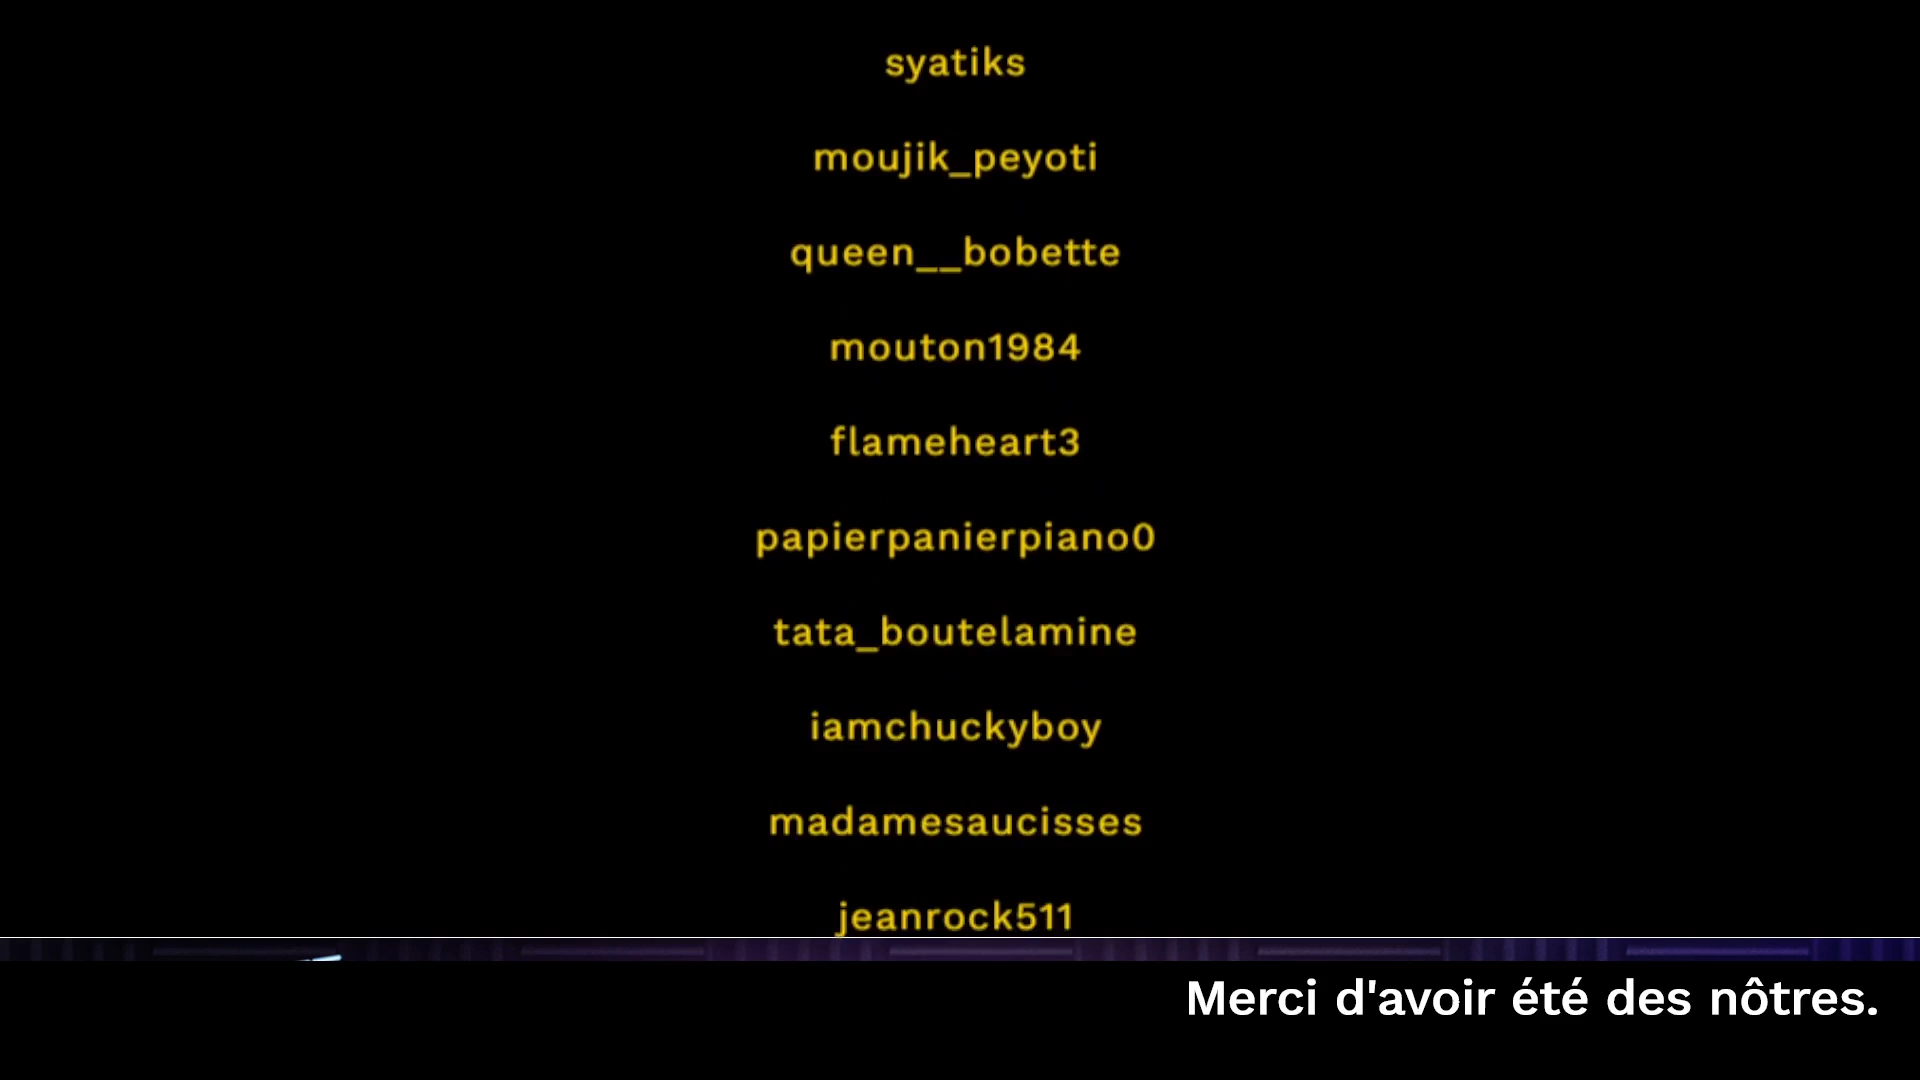 syatiks
moujik_peyoti
queen__bobette
mouton1984
flameheart3
papierpanierpiano0
tata_boutelamine
iamchuckyboy
madamesaucisses
jeanrock511
Merci d'avoir été des nôtres.